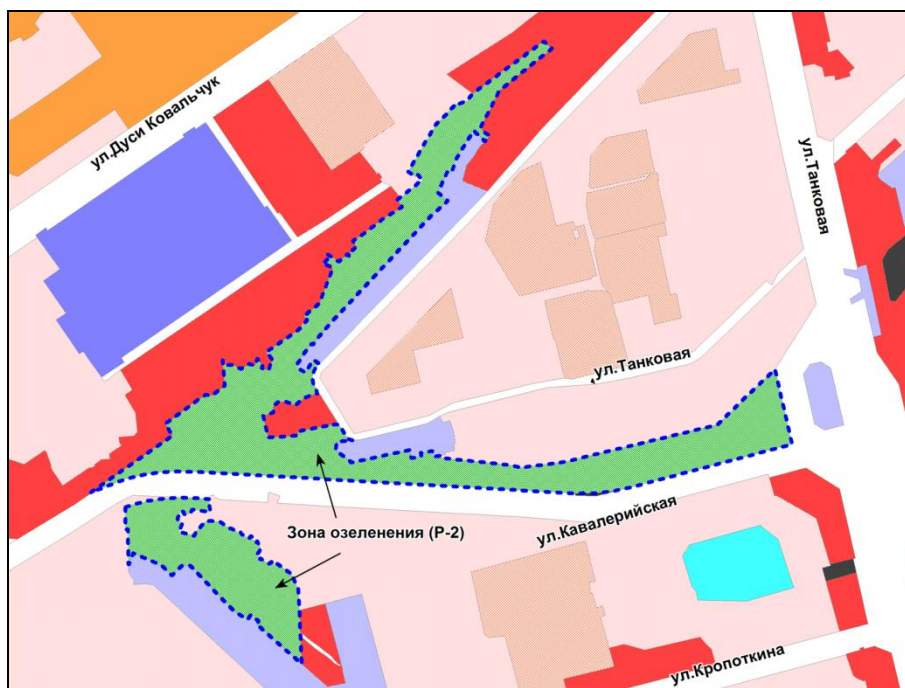 ул.Дуси Ковальчук
ул.Танковая
ул.Танковая
ул.Кавалерийская
Зона озеленения (Р-2)
ул.Кропоткина